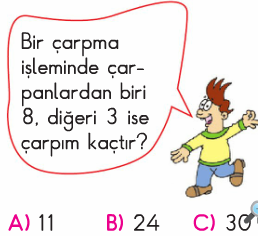 Bir çarpma
işleminde çar-
panlardan biri
8, diğeri 3 ise
çarpım kaçtır?
A) 11 B) 24 C) 30